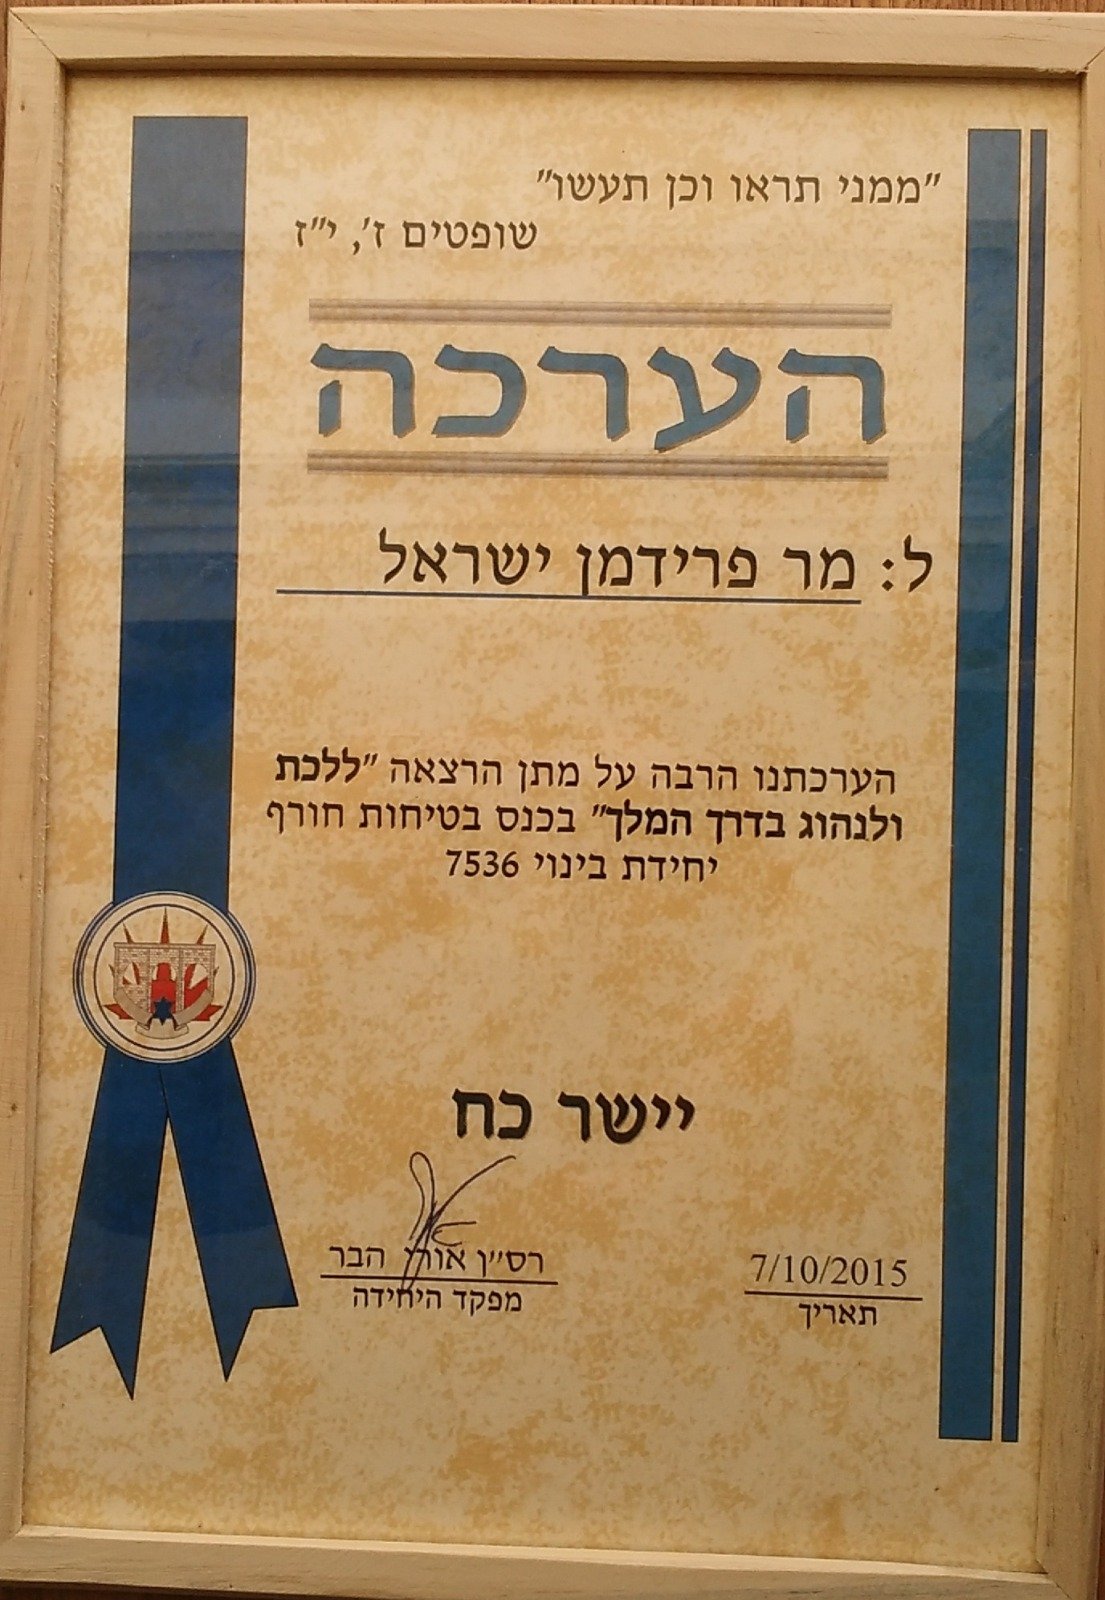 "ממני תראו וכן תעשו"
שופטים ז', י"ז
הערכה
ל: מר פרידמן ישראל
הערכתנו הרבה על מתן הרצאה "ללכת
ולנהוג בדרך המלך" בכנס בטיחות חורף
יחידת בינוי 7536
יישר כח
רס"ן אורן הבר
מפקד היחידה
7/10/2015
תאריך